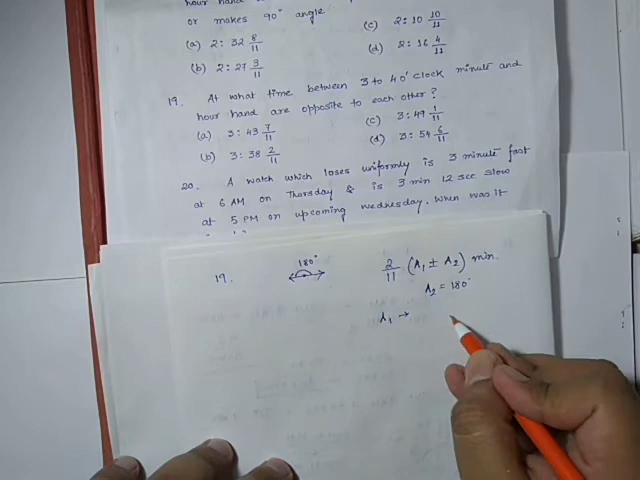 or makes 90° angle
(a) 2: 32 8/11
(c) 2: 10 10/11
(b) 2: 27 3/11
(d) 2: 16 4/11
19. At what time between 3 to 4 O'clock minute and
hour hand are opposite to each other?
(a) 3: 43 7/11
(c) 3: 49 1/11
(b) 3: 38 2/11
(d) 3: 54 6/11
20. A watch which loses uniformly is 3 minute fast
at 6 AM on Thursday & is 3 min 12 sec slow
at 5 PM on upcoming wednesday. When was it
19. 180° 2/11 (A1 ± A2) min.
A2 = 180°
A1 →